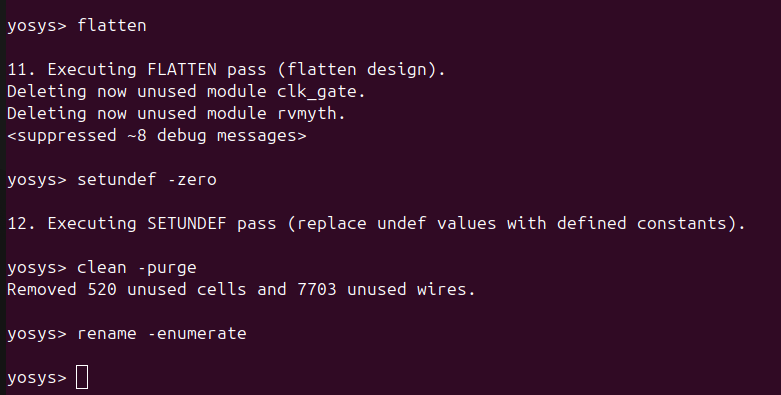 yosys> flatten
11. Executing FLATTEN pass (flatten design).
Deleting now unused module clk_gate.
Deleting now unused module rvmyth.
<suppressed ~8 debug messages>
yosys> setundef -zero
12. Executing SETUNDEF pass (replace undef values with defined constants).
yosys> clean -purge
Removed 520 unused cells and 7703 unused wires.
yosys> rename -enumerate
yosys>